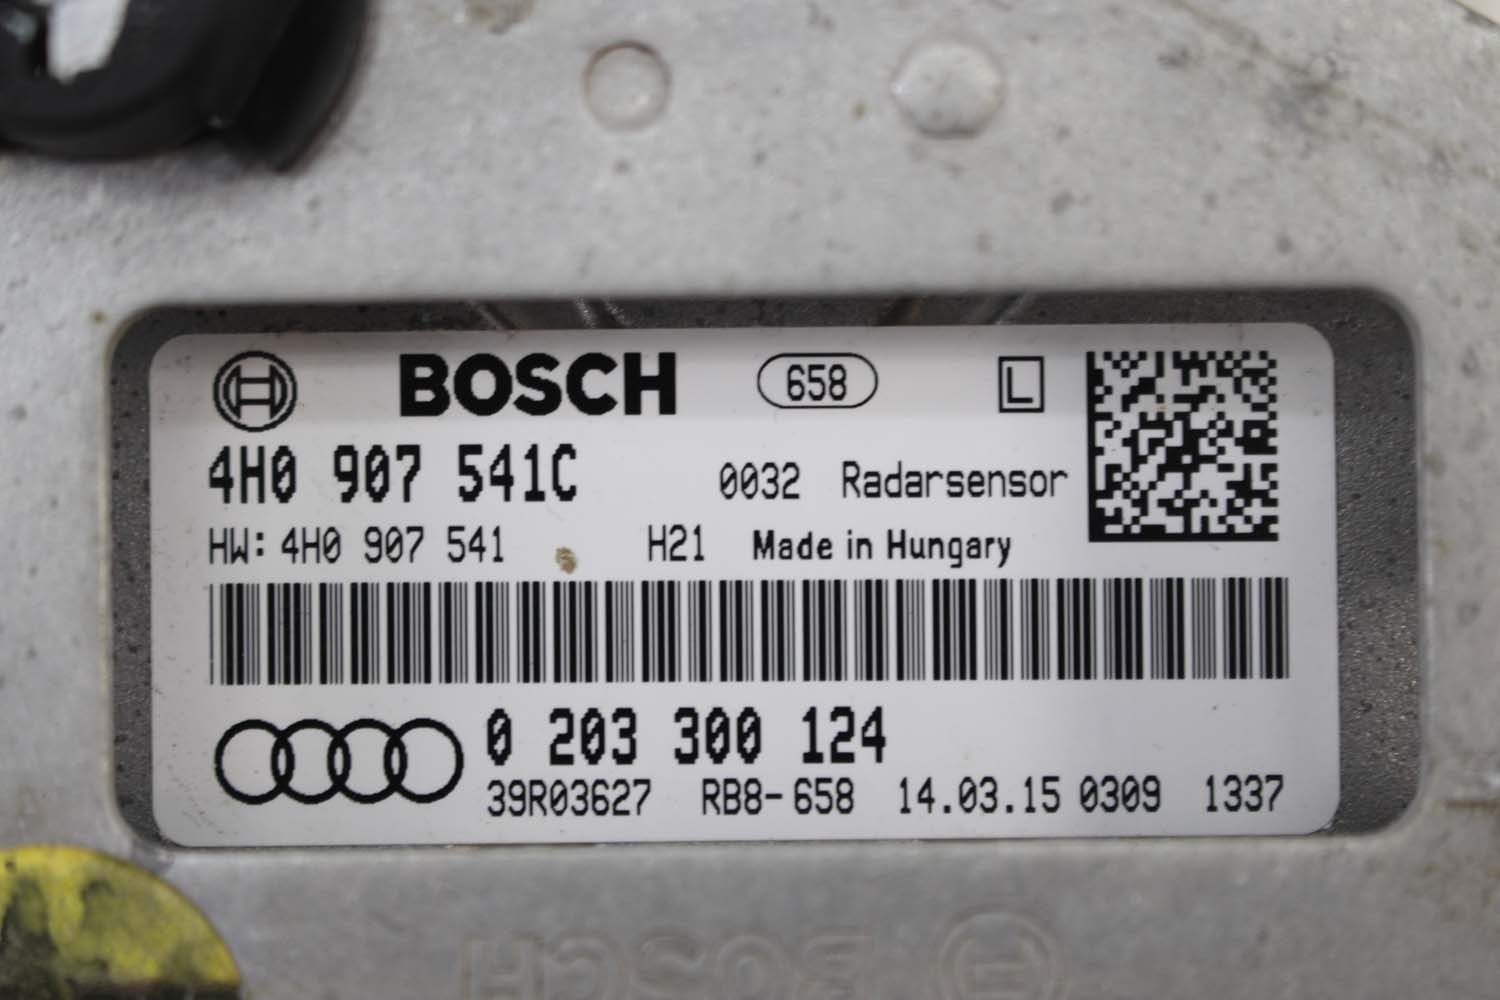 BOSCH 658 L
4H0 907 541C 0032 Radarsensor
HW: 4H0 907 541 H21 Made in Hungary
0 203 300 124
39R03627 RB8-658 14.03.15 0309 1337
BOSCH